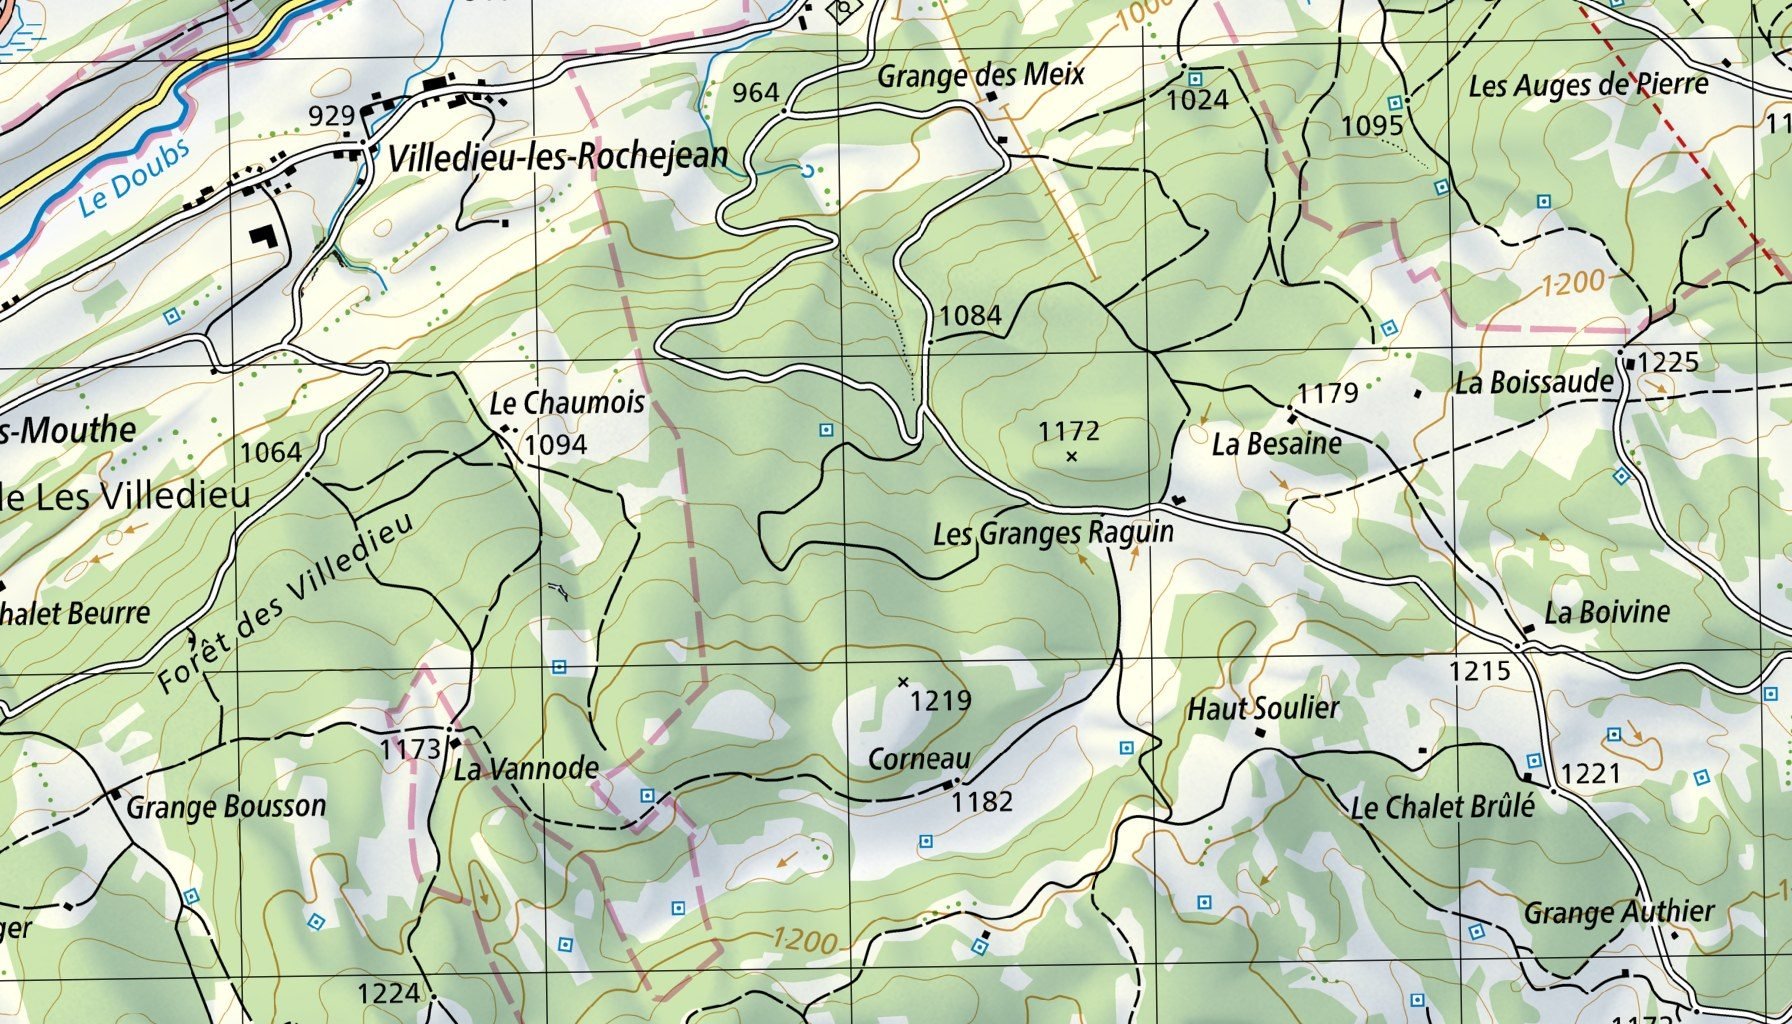 1000
Grange des Meix
964
1024
Les Auges de Pierre
929
1095
Villedieu-les-Rochejean
Le Doubs
1200
1084
1225
La Boissaude
1179
Le Chaumois
s-Mouthe
1172
1094
La Besaine
1064
le Les Villedieu
Les Granges Raguin
Forêt des Villedieu
halet Beurre
La Boivine
1215
1219
Haut Soulier
1173
La Vannode
Corneau
1221
1182
Grange Bousson
Le Chalet Brûlé
Grange Authier
ger
1200
1224